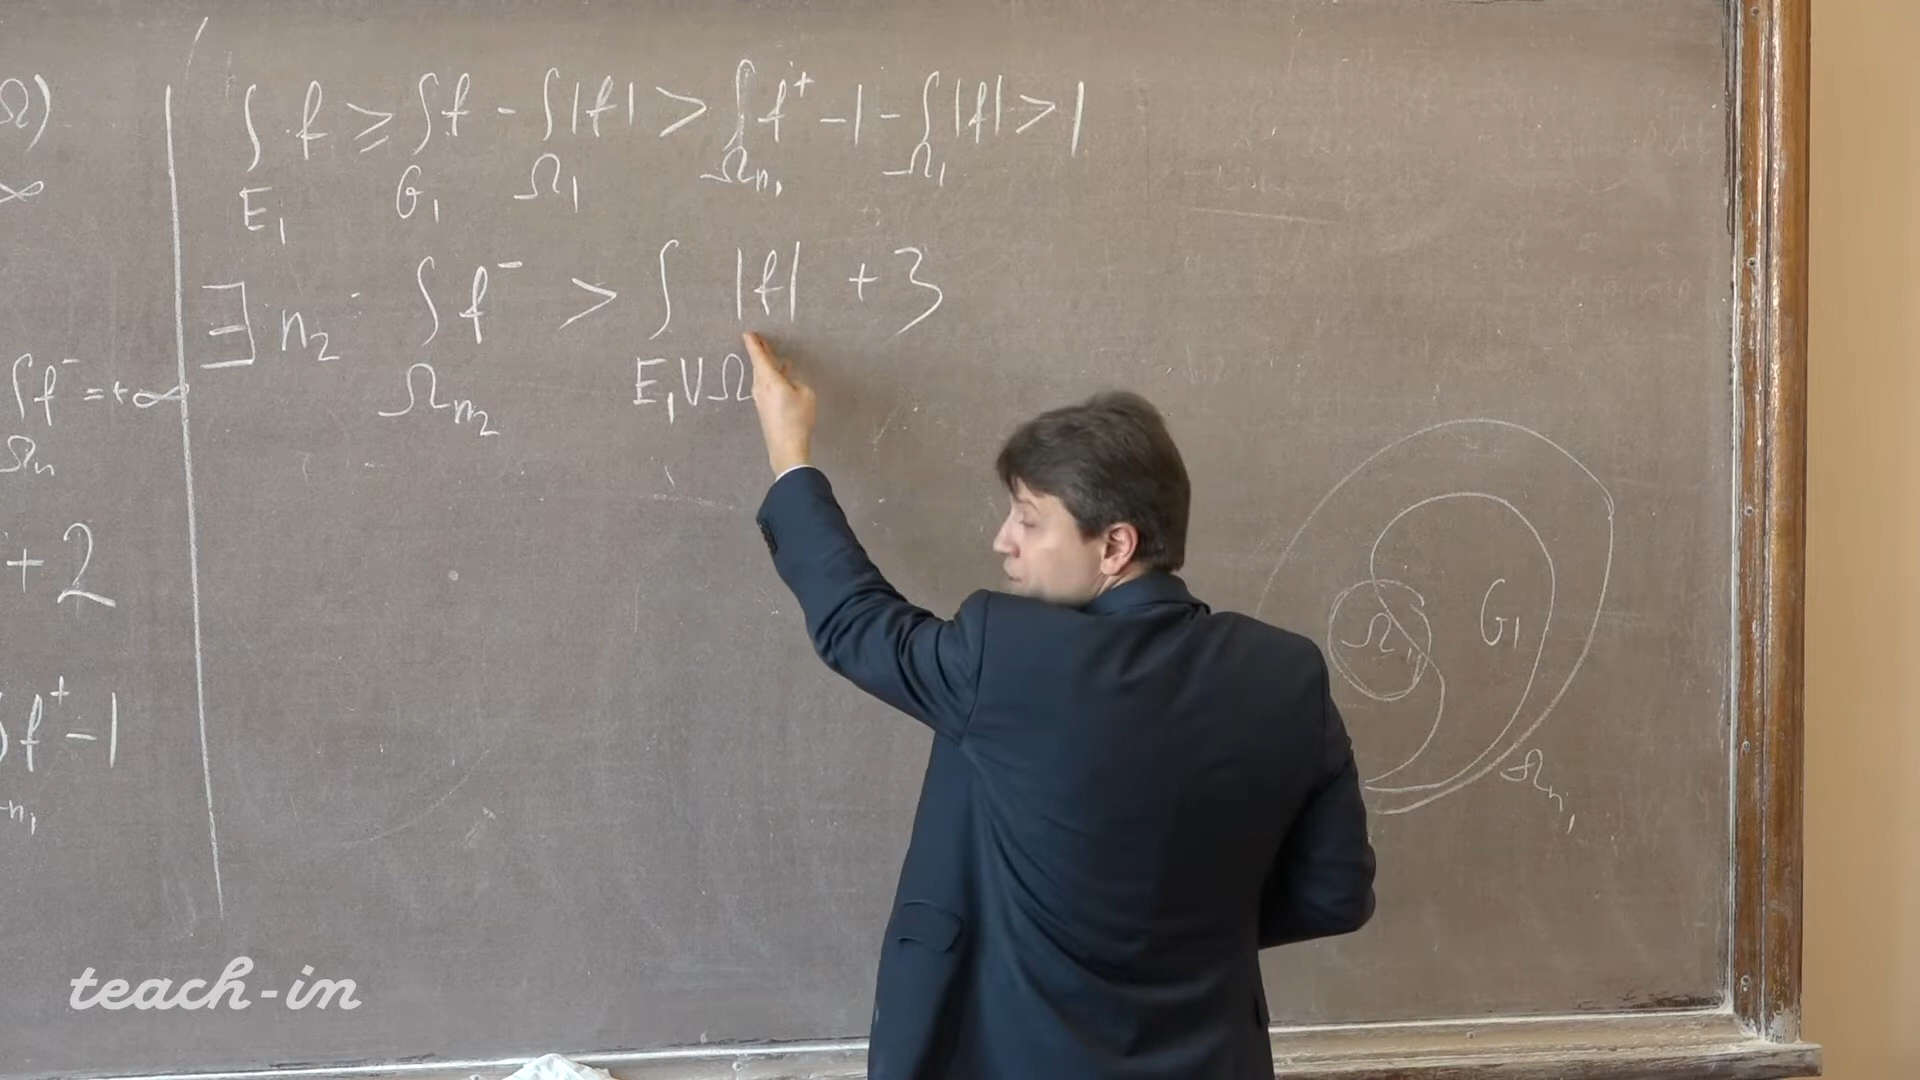 Ω)
∞
∫f⁻ = +∞
Ωn
+ 2
∫f⁺ - 1
n₁
∫ f ≥ ∫f - ∫|f| > ∫ f⁺ - 1 - ∫|f| > 1
E₁ G₁ Ω₁ Ωn₁ Ω₁
∃ n₂ ∫ f⁻ > ∫ |f| + 3
Ωn₂ E₁∪Ω
Ω₁ G₁
Ωn₁
teach-in